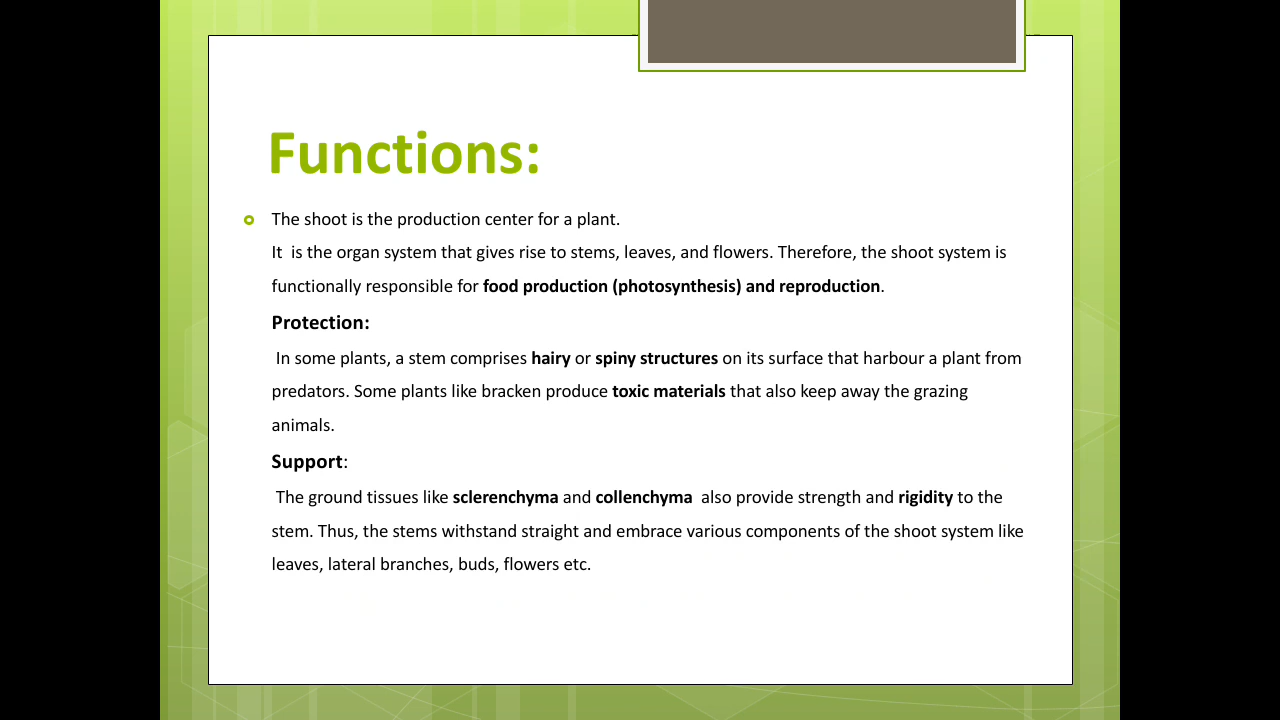 Functions:
The shoot is the production center for a plant.
It  is the organ system that gives rise to stems, leaves, and flowers. Therefore, the shoot system is
functionally responsible for food production (photosynthesis) and reproduction.
Protection:
In some plants, a stem comprises hairy or spiny structures on its surface that harbour a plant from
predators. Some plants like bracken produce toxic materials that also keep away the grazing
animals.
Support:
The ground tissues like sclerenchyma and collenchyma  also provide strength and rigidity to the
stem. Thus, the stems withstand straight and embrace various components of the shoot system like
leaves, lateral branches, buds, flowers etc.